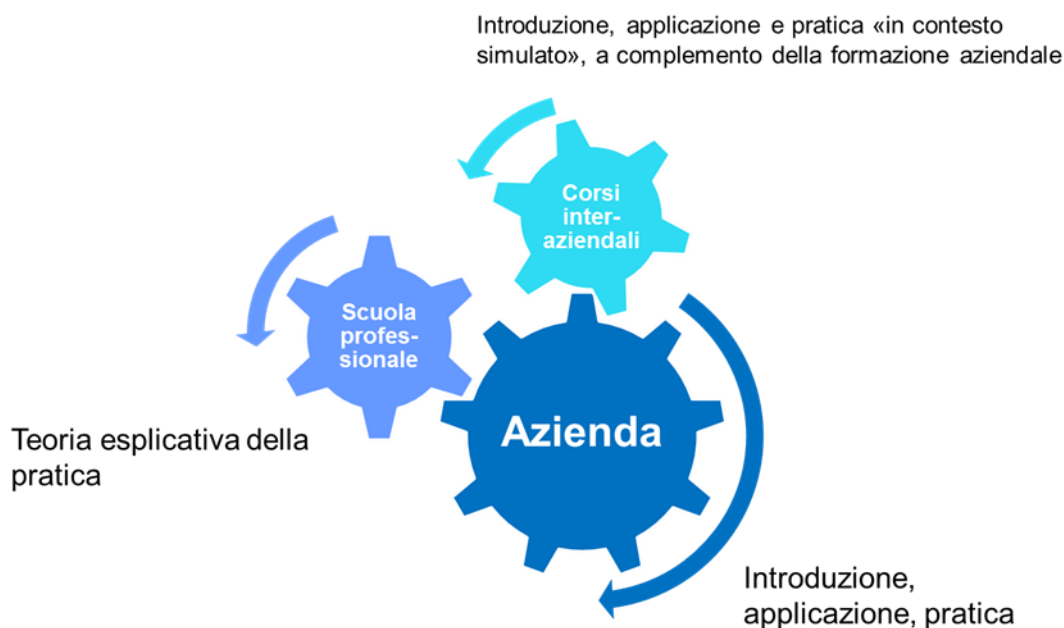 Introduzione, applicazione e pratica «in contesto
simulato», a complemento della formazione aziendale
Corsi
inter-
aziendali
Scuola
profes-
sionale
Azienda
Teoria esplicativa della
pratica
Introduzione,
applicazione, pratica